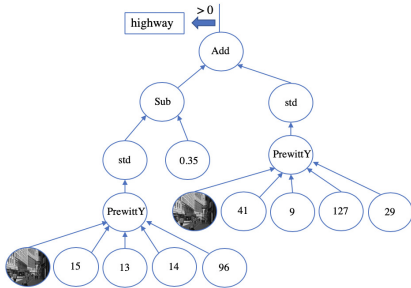 > 0
highway
Add
Sub
std
std
0.35
PrewittY
PrewittY
41
9
127
29
15
13
14
96